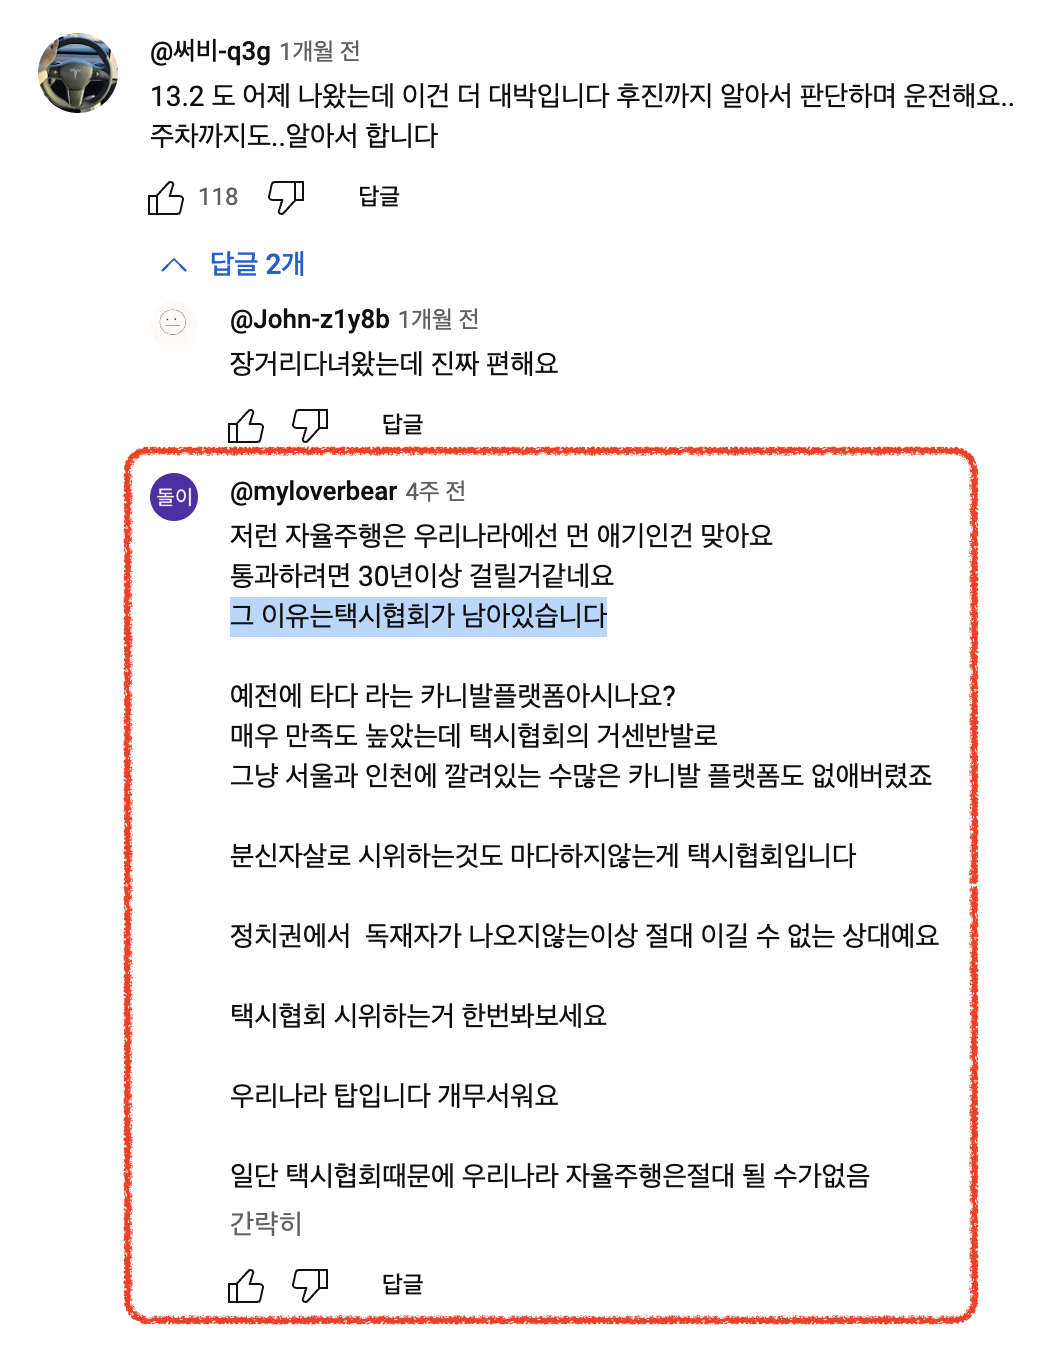 @써비-q3g 1개월 전
13.2 도 어제 나왔는데 이건 더 대박입니다 후진까지 알아서 판단하며 운전해요..
주차까지도..알아서 합니다
118 답글
답글 2개
@John-z1y8b 1개월 전
장거리다녀왔는데 진짜 편해요
답글
돌이
@myloverbear 4주 전
저런 자율주행은 우리나라에선 먼 얘기인건 맞아요
통과하려면 30년이상 걸릴거같네요
그 이유는택시협회가 남아있습니다
예전에 타다 라는 카니발플랫폼아시나요?
매우 만족도 높았는데 택시협회의 거센반발로
그냥 서울과 인천에 깔려있는 수많은 카니발 플랫폼도 없애버렸죠
분신자살로 시위하는것도 마다하지않는게 택시협회입니다
정치권에서  독재자가 나오지않는이상 절대 이길 수 없는 상대예요
택시협회 시위하는거 한번봐보세요
우리나라 탑입니다 개무서워요
일단 택시협회때문에 우리나라 자율주행은절대 될 수가없음
간략히
답글